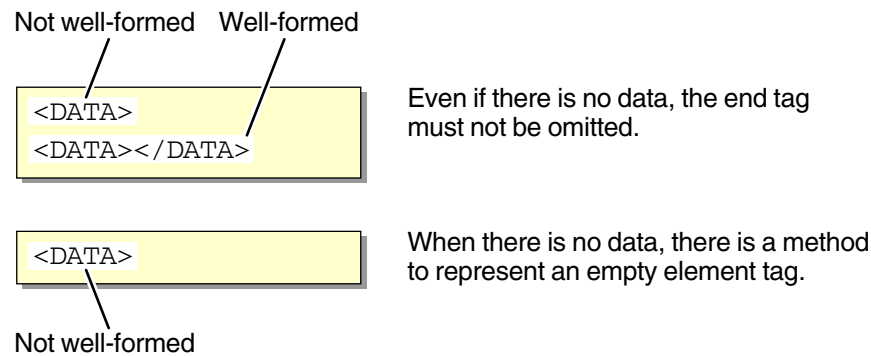 Not well-formed Well-formed
<DATA>
<DATA></DATA>
Even if there is no data, the end tag
must not be omitted.
<DATA>
When there is no data, there is a method
to represent an empty element tag.
Not well-formed